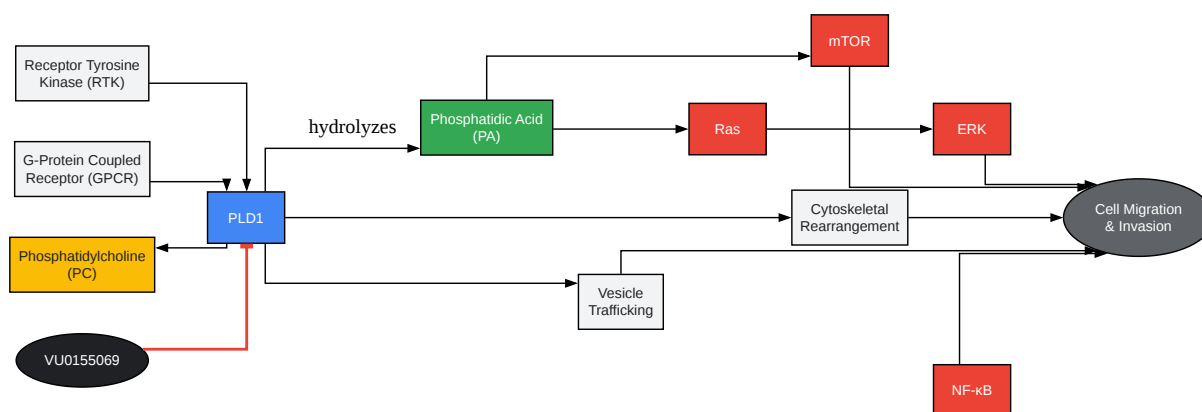 Receptor Tyrosine
Kinase (RTK)
G-Protein Coupled
Receptor (GPCR)
Phosphatidylcholine
(PC)
VU0155069
PLD1
hydrolyzes
Phosphatidic Acid
(PA)
mTOR
Ras
ERK
Cytoskeletal
Rearrangement
Vesicle
Trafficking
Cell Migration
& Invasion
NF-κB